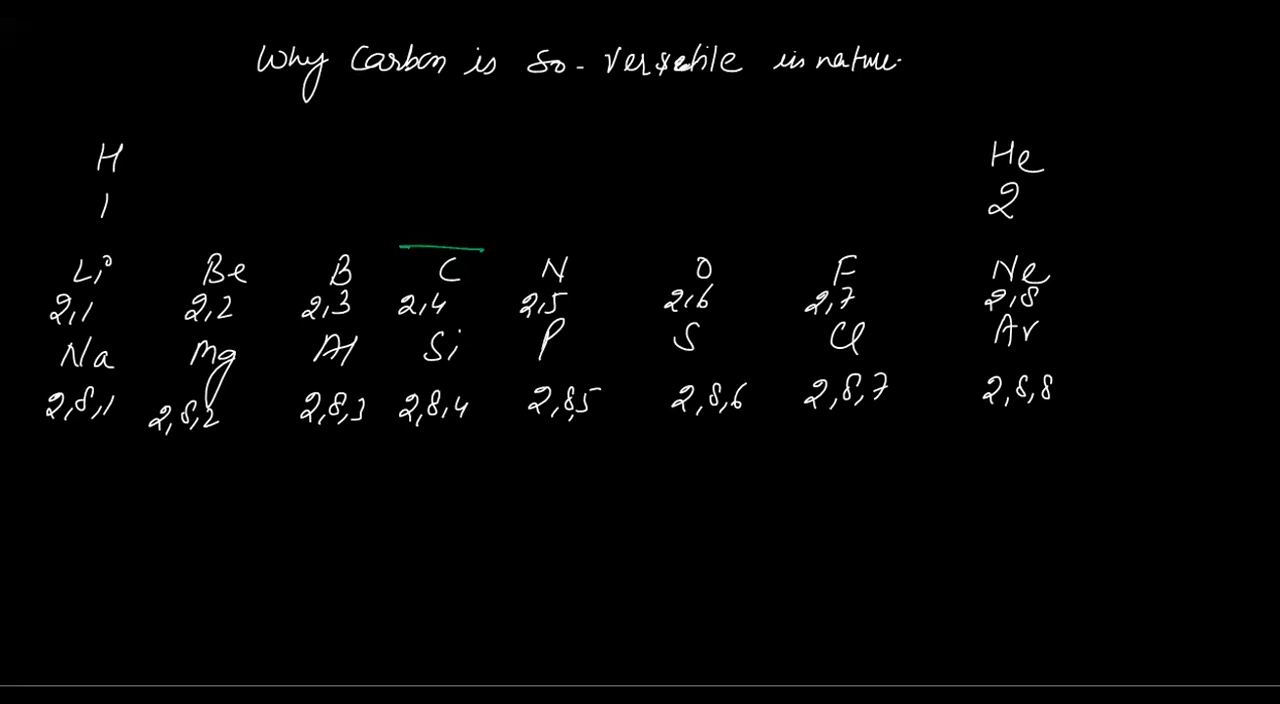 Why Carbon is so- versatile in nature.
H He
1 2
Li Be B C N O F Ne
2,1 2,2 2,3 2,4 2,5 2,6 2,7 2,8
Na Mg Al Si P S Cl Ar
2,8,1 2,8,2 2,8,3 2,8,4 2,8,5 2,8,6 2,8,7 2,8,8